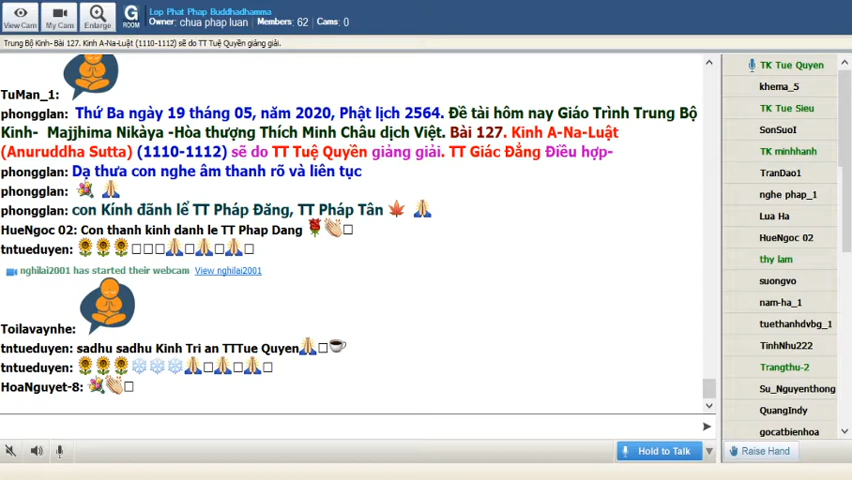 View Cam
My Cam
Enlarge
G ROOM
Lop Phat Phap Buddhadhamma
Owner: chua phap luan
Members: 62
Cams: 0
Trung Bộ Kinh- Bài 127. Kinh A-Na-Luật (1110-1112) sẽ do TT Tuệ Quyền giảng giải.
TuMan_1:
phongglan: Thứ Ba ngày 19 tháng 05, năm 2020, Phật lịch 2564. Đề tài hôm nay Giáo Trình Trung Bộ
Kinh- Majjhima Nikàya -Hòa thượng Thích Minh Châu dịch Việt. Bài 127. Kinh A-Na-Luật
(Anuruddha Sutta) (1110-1112) sẽ do TT Tuệ Quyền giảng giải. TT Giác Đẳng Điều hợp-
phongglan: Dạ thưa con nghe âm thanh rõ và liên tục
phongglan:
phongglan: con Kính đãnh lể TT Pháp Đăng, TT Pháp Tân
HueNgoc 02: Con thanh kinh danh le TT Phap Dang
tntueduyen:
nghilai2001 has started their webcam View nghilai2001
Toilavaynhe:
tntueduyen: sadhu sadhu Kinh Tri an TTTue Quyen
tntueduyen:
HoaNguyet-8:
Hold to Talk
TK Tue Quyen
khema_5
TK Tue Sieu
SonSuoI
TK minhhanh
TranDao1
nghe phap_1
Lua Ha
HueNgoc 02
thy lam
suongvo
nam-ha_1
tuethanhdvbg_1
TinhNhu222
Trangthu-2
Su_Nguyenthong
QuangIndy
gocatbienhoa
Raise Hand